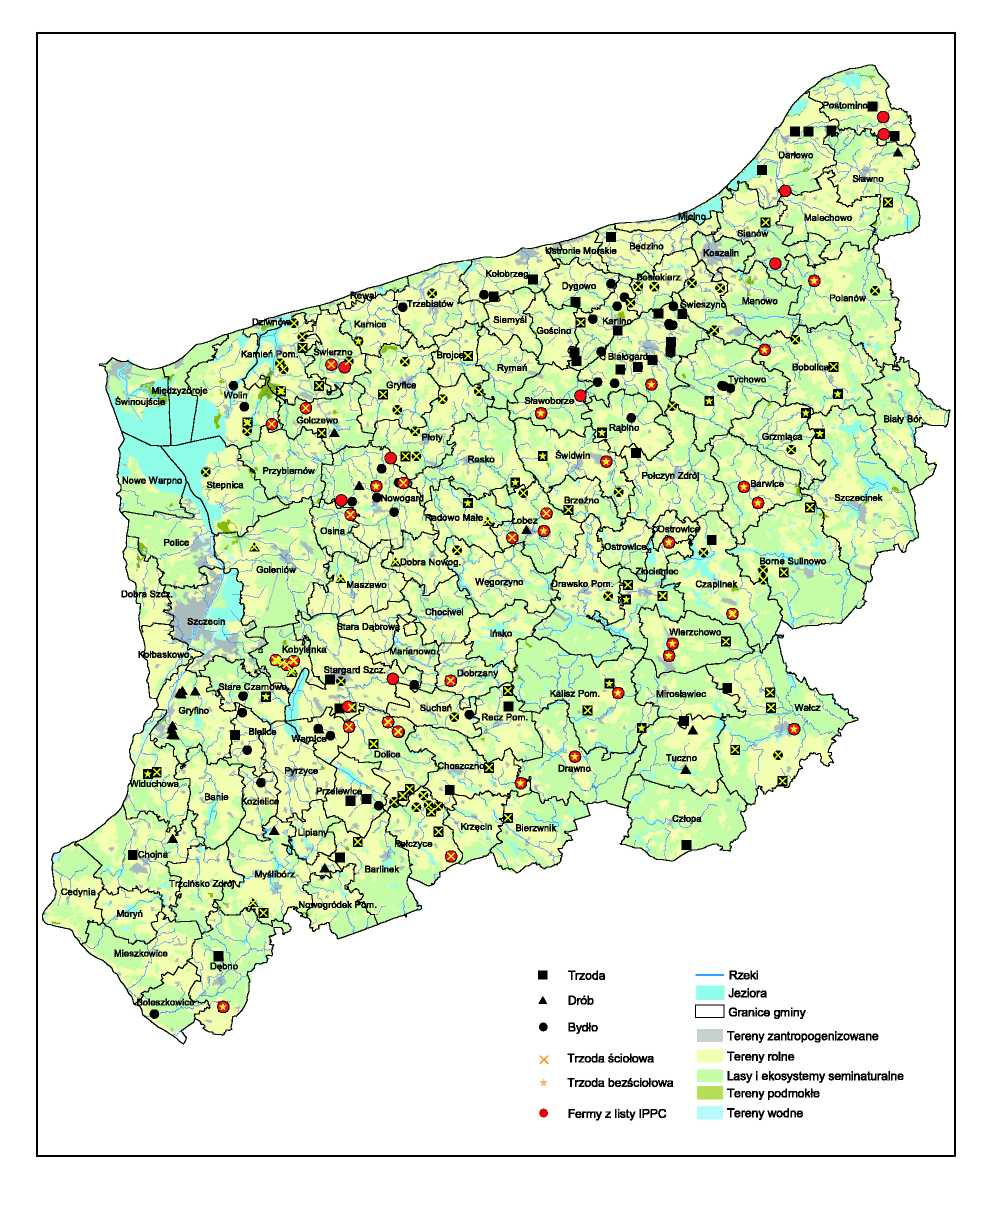 Postomino
Darłowo
Sławno
Malechowo
Mielno
Sianów
Ustronie Morskie
Będzino
Koszalin
Kołobrzeg
Dygowo
Biesiekierz
Świeszyno
Manowo
Polanów
Rewal
Trzebiatów
Siemyśl
Gościno
Karlino
Dziwnów
Karnice
Kamień Pom.
Świerzno
Brojce
Rymań
Białogard
Tychowo
Bobolice
Międzyzdroje
Świnoujście
Wolin
Gryfice
Sławoborze
Golczewo
Rąbino
Biały Bór
Płoty
Grzmiąca
Resko
Świdwin
Przybiernów
Połczyn Zdrój
Nowe Warpno
Stepnica
Barwice
Szczecinek
Nowogard
Brzeżno
Radowo Małe
Łobez
Osina
Ostrowice
Ostrowice
Police
Dobra Nowog.
Borne Sulinowo
Goleniów
Złocieniec
Węgorzyno
Drawsko Pom.
Czaplinek
Maszewo
Dobra Szcz.
Chociwel
Szczecin
Stara Dąbrowa
Ińsko
Wierzchowo
Kobylanka
Marianowo
Kołbaskowo
Stargard Szcz.
Dobrzany
Stare Czarnowo
Kalisz Pom.
Mirosławiec
Gryfino
Suchań
Recz Pom.
Wałcz
Bielice
Warnice
Dolice
Tuczno
Choszczno
Drawno
Pyrzyce
Widuchowa
Banie
Kozielice
Przelewice
Człopa
Krzęcin
Bierzwnik
Lipiany
Pełczyce
Chojna
Barlinek
Myślibórz
Trzcińsko Zdrój
Cedynia
Nowogródek Pom.
Moryń
Mieszkowice
Dębno
Boleszkowice
Trzoda
Drób
Bydło
Trzoda ściołowa
Trzoda bezściołowa
Fermy z listy IPPC
Rzeki
Jeziora
Granice gminy
Tereny zantropogenizowane
Tereny rolne
Lasy i ekosystemy seminaturalne
Tereny podmokłe
Tereny wodne